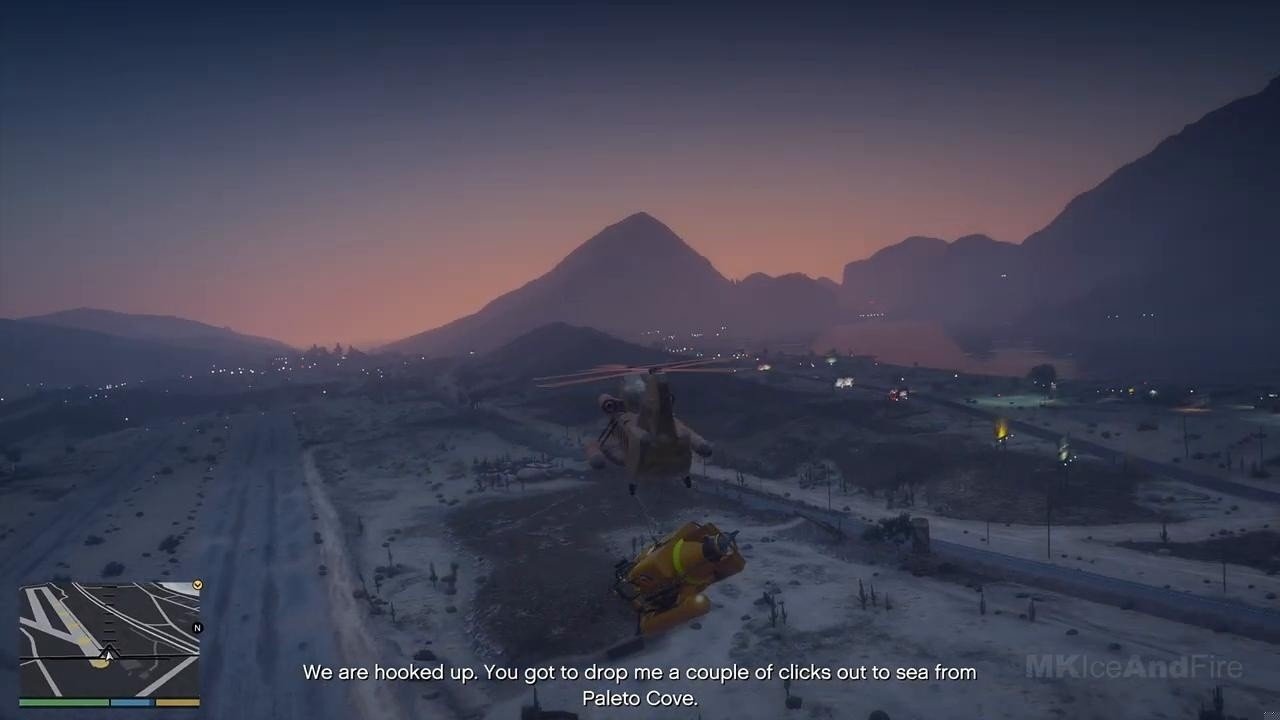 N
We are hooked up. You got to drop me a couple of clicks out to sea from
Paleto Cove.
MKIceAndFire